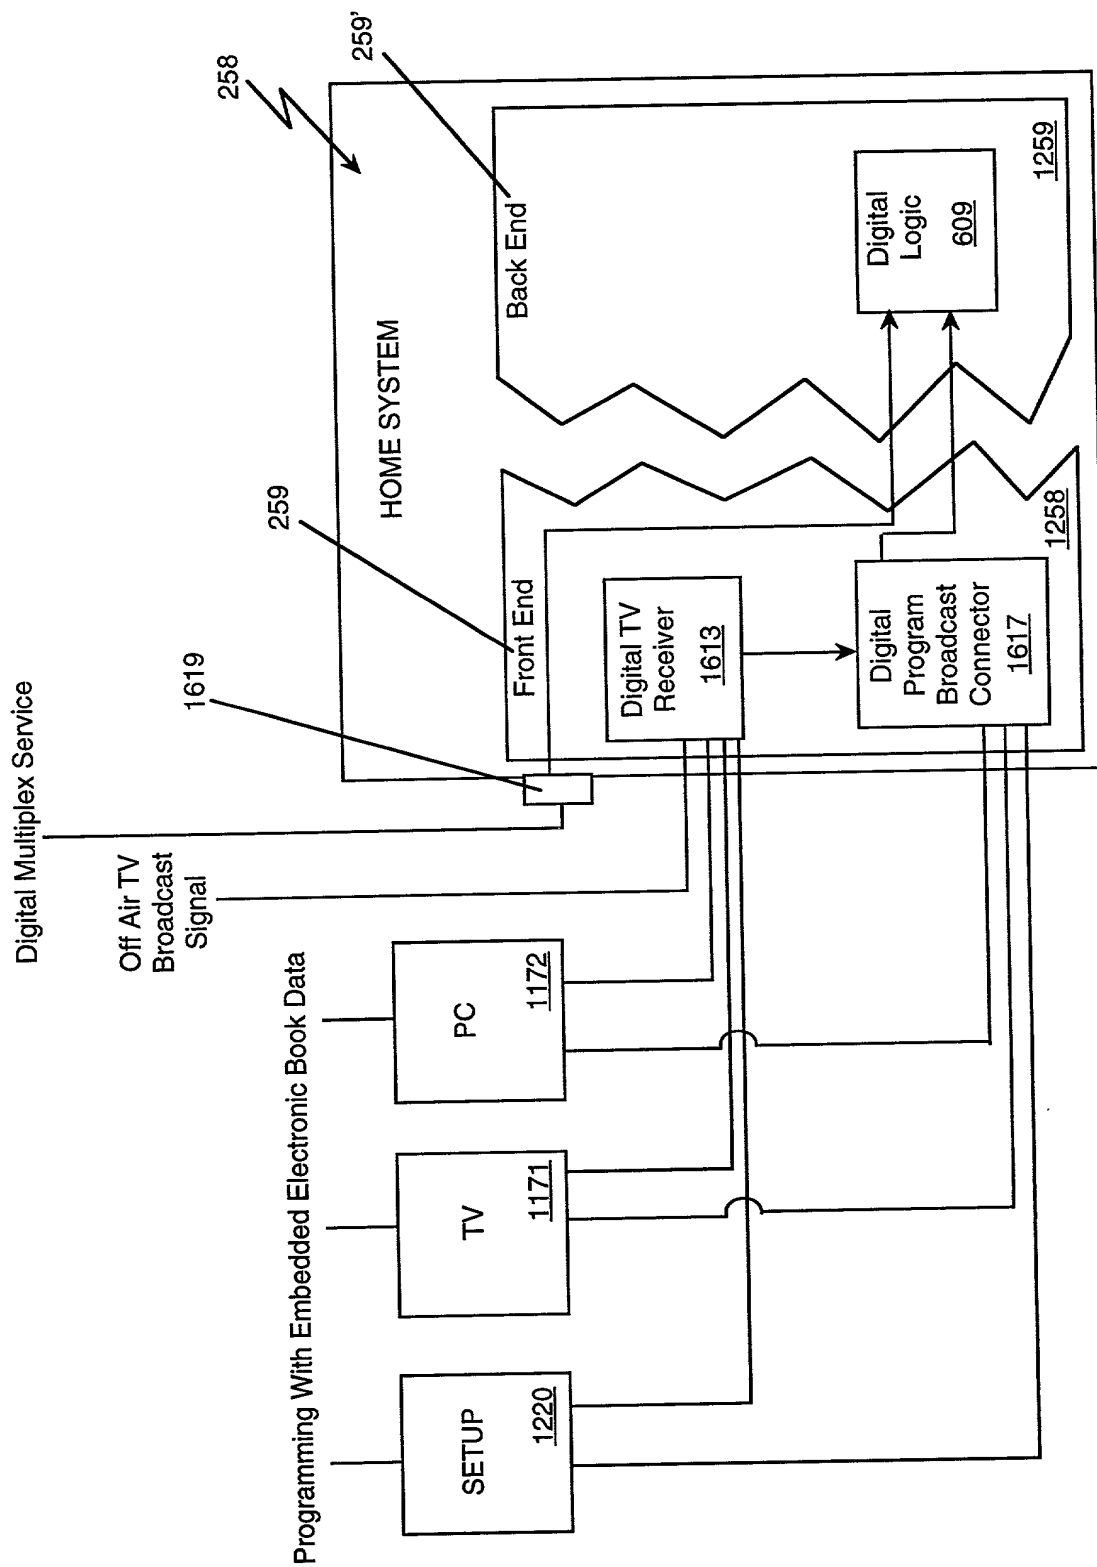 Digital Multiplex Service
Off Air TV
Broadcast
Signal
Programming With Embedded Electronic Book Data
SETUP
1220
TV
1171
PC
1172
1619
259
258
259'
HOME SYSTEM
Front End
Back End
Digital TV
Receiver
1613
Digital
Program
Broadcast
Connector
1617
1258
Digital
Logic
609
1259